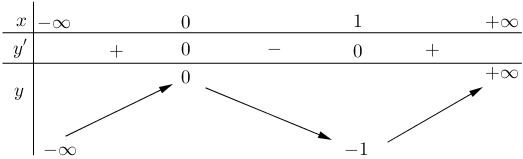 x −∞ 0 1 +∞
y′ + 0 − 0 +
0 +∞
y
−∞ −1